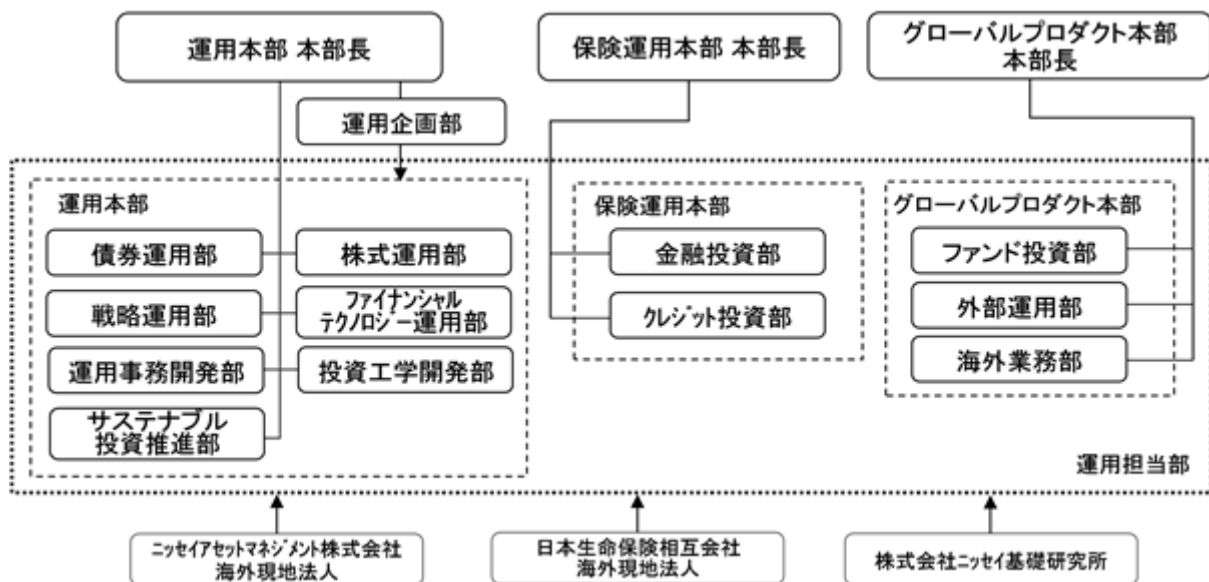 運用本部 本部長
保険運用本部 本部長
グローバルプロダクト本部
本部長
運用企画部
運用本部
債券運用部
株式運用部
戦略運用部
ファイナンシャル
テクノロジー運用部
運用事務開発部
投資工学開発部
サステナブル
投資推進部
保険運用本部
金融投資部
クレジット投資部
グローバルプロダクト本部
ファンド投資部
外部運用部
海外業務部
運用担当部
ニッセイアセットマネジメント株式会社
海外現地法人
日本生命保険相互会社
海外現地法人
株式会社ニッセイ基礎研究所